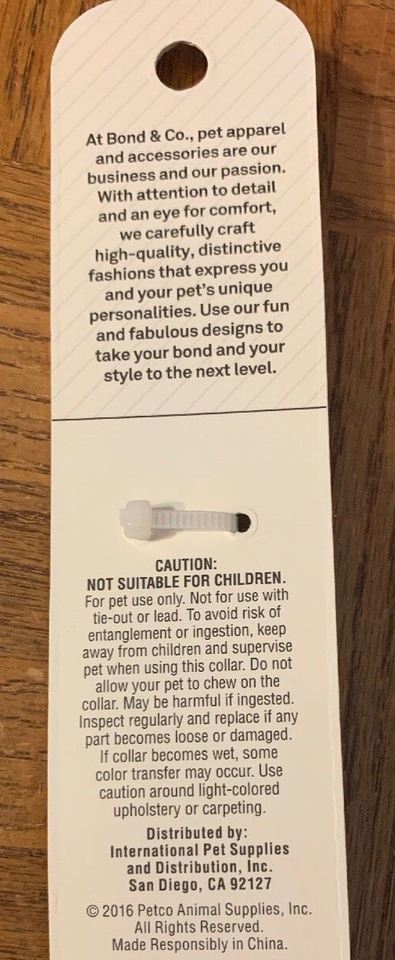 At Bond & Co., pet apparel
and accessories are our
business and our passion.
With attention to detail
and an eye for comfort,
we carefully craft
high-quality, distinctive
fashions that express you
and your pet's unique
personalities. Use our fun
and fabulous designs to
take your bond and your
style to the next level.
CAUTION:
NOT SUITABLE FOR CHILDREN.
For pet use only. Not for use with
tie-out or lead. To avoid risk of
entanglement or ingestion, keep
away from children and supervise
pet when using this collar. Do not
allow your pet to chew on the
collar. May be harmful if ingested.
Inspect regularly and replace if any
part becomes loose or damaged.
If collar becomes wet, some
color transfer may occur. Use
caution around light-colored
upholstery or carpeting.
Distributed by:
International Pet Supplies
and Distribution, Inc.
San Diego, CA 92127
© 2016 Petco Animal Supplies, Inc.
All Rights Reserved.
Made Responsibly in China.